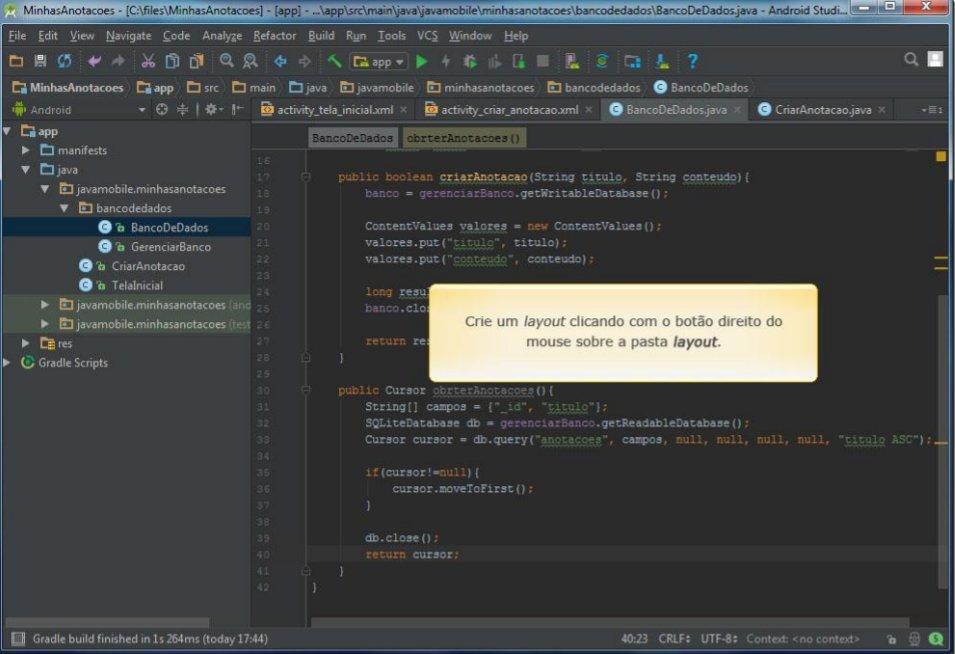 MinhasAnotacoes - [C:\files\MinhasAnotacoes] - [app] - ...\app\src\main\java\javamobile\minhasanotacoes\bancodedados\BancoDeDados.java - Android Studi...
File Edit View Navigate Code Analyze Refactor Build Run Tools VCS Window Help
app
MinhasAnotacoes app src main java javamobile minhasanotacoes bancodedados BancoDeDados
Android
activity_tela_inicial.xml activity_criar_anotacao.xml BancoDeDados.java CriarAnotacao.java
BancoDeDados obrterAnotacoes()
app
manifests
java
javamobile.minhasanotacoes
bancodedados
BancoDeDados
GerenciarBanco
CriarAnotacao
TelaInicial
javamobile.minhasanotacoes (and
javamobile.minhasanotacoes (test
res
Gradle Scripts
16
17 public boolean criarAnotacao(String titulo, String conteudo){
18 banco = gerenciarBanco.getWritableDatabase();
19
20 ContentValues valores = new ContentValues();
21 valores.put("titulo", titulo);
22 valores.put("conteudo", conteudo);
23
24 long resul
25 banco.clos
26
27 return res
28 }
29
30 public Cursor obrterAnotacoes(){
31 String[] campos = {"_id", "titulo"};
32 SQLiteDatabase db = gerenciarBanco.getReadableDatabase();
33 Cursor cursor = db.query("anotacoes", campos, null, null, null, null, "titulo ASC");
34
35 if(cursor!=null){
36 cursor.moveToFirst();
37 }
38
39 db.close();
40 return cursor;
41 }
42 }
Crie um layout clicando com o botão direito do
mouse sobre a pasta layout.
Gradle build finished in 1s 264ms (today 17:44)
40:23 CRLF UTF-8 Context: <no context>